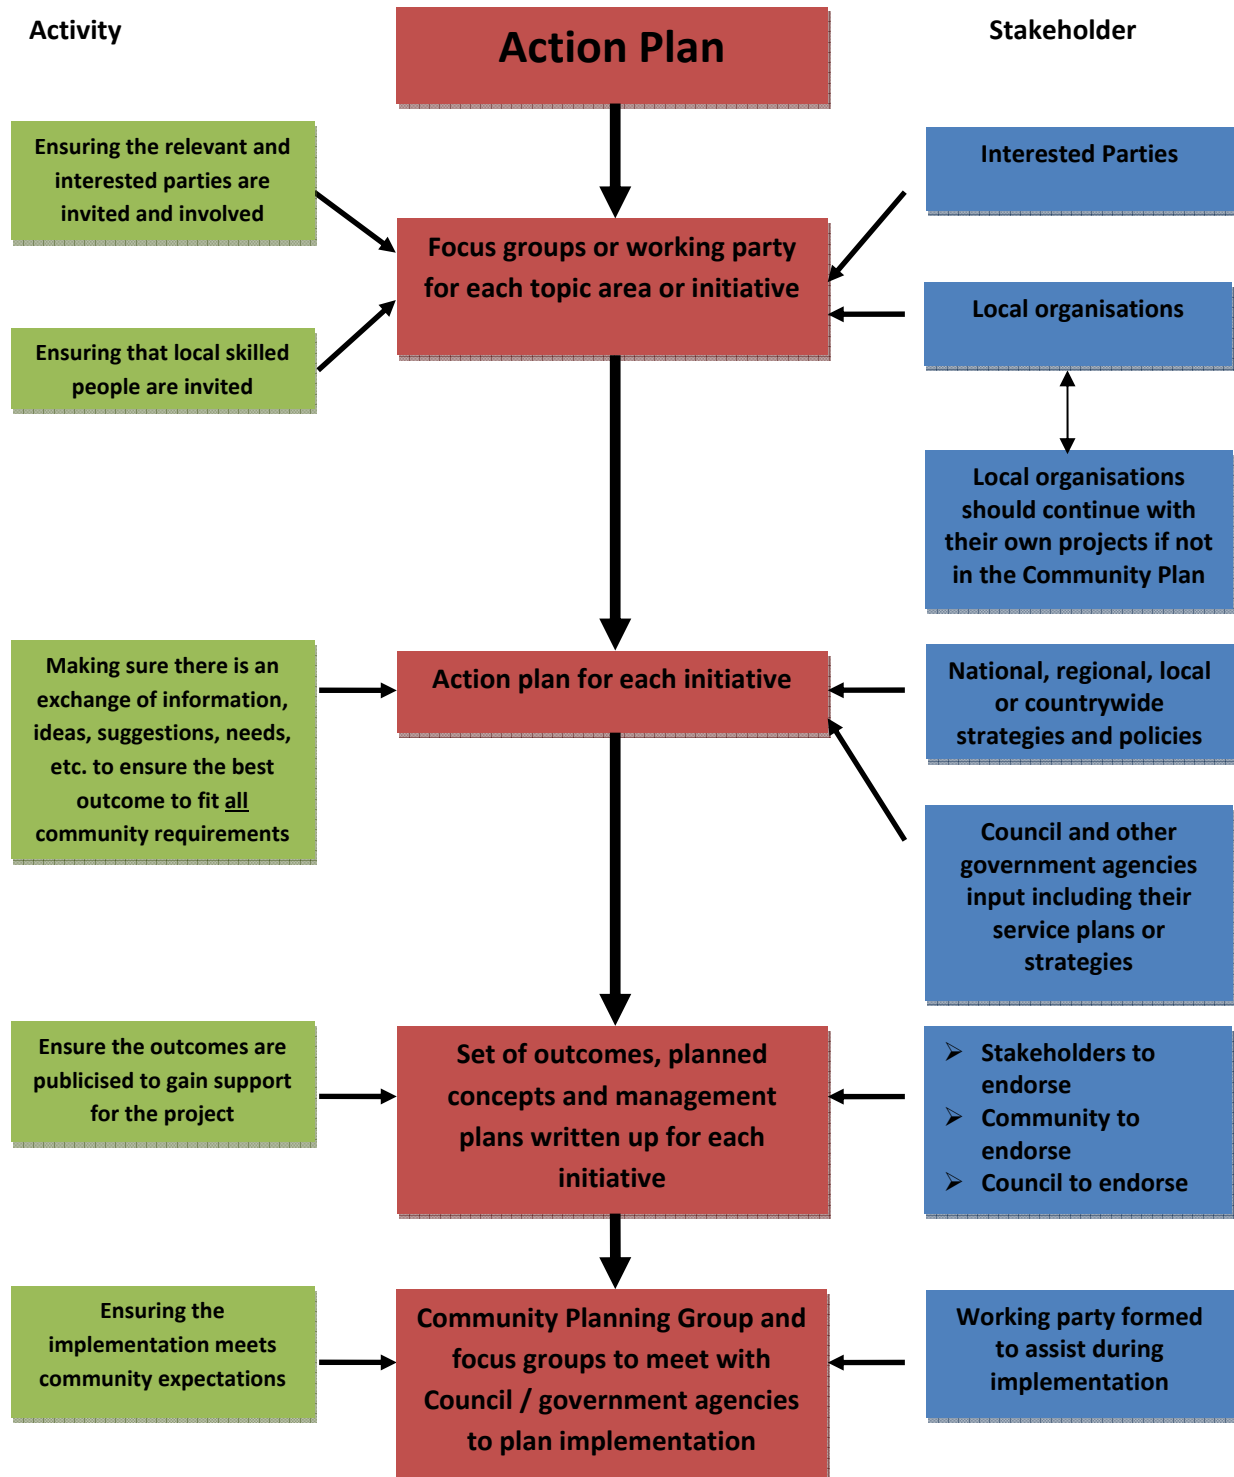 Activity
Action Plan
Stakeholder
Ensuring the relevant and
interested parties are
invited and involved
Interested Parties
Focus groups or working party
for each topic area or initiative
Local organisations
Ensuring that local skilled
people are invited
Local organisations
should continue with
their own projects if not
in the Community Plan
Making sure there is an
exchange of information,
ideas, suggestions, needs,
etc. to ensure the best
outcome to fit all
community requirements
Action plan for each initiative
National, regional, local
or countrywide
strategies and policies
Council and other
government agencies
input including their
service plans or
strategies
Ensure the outcomes are
publicised to gain support
for the project
Set of outcomes, planned
concepts and management
plans written up for each
initiative
➢ Stakeholders to
endorse
➢ Community to
endorse
➢ Council to endorse
Ensuring the
implementation meets
community expectations
Community Planning Group and
focus groups to meet with
Council / government agencies
to plan implementation
Working party formed
to assist during
implementation